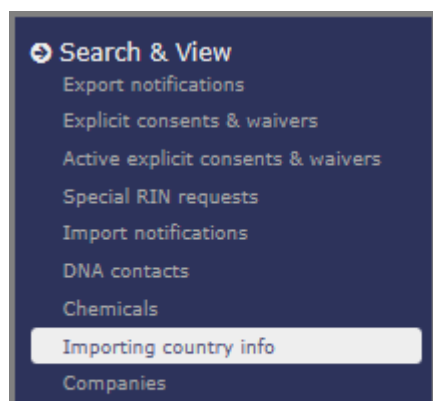 Search & View
Export notifications
Explicit consents & waivers
Active explicit consents & waivers
Special RIN requests
Import notifications
DNA contacts
Chemicals
Importing country info
Companies